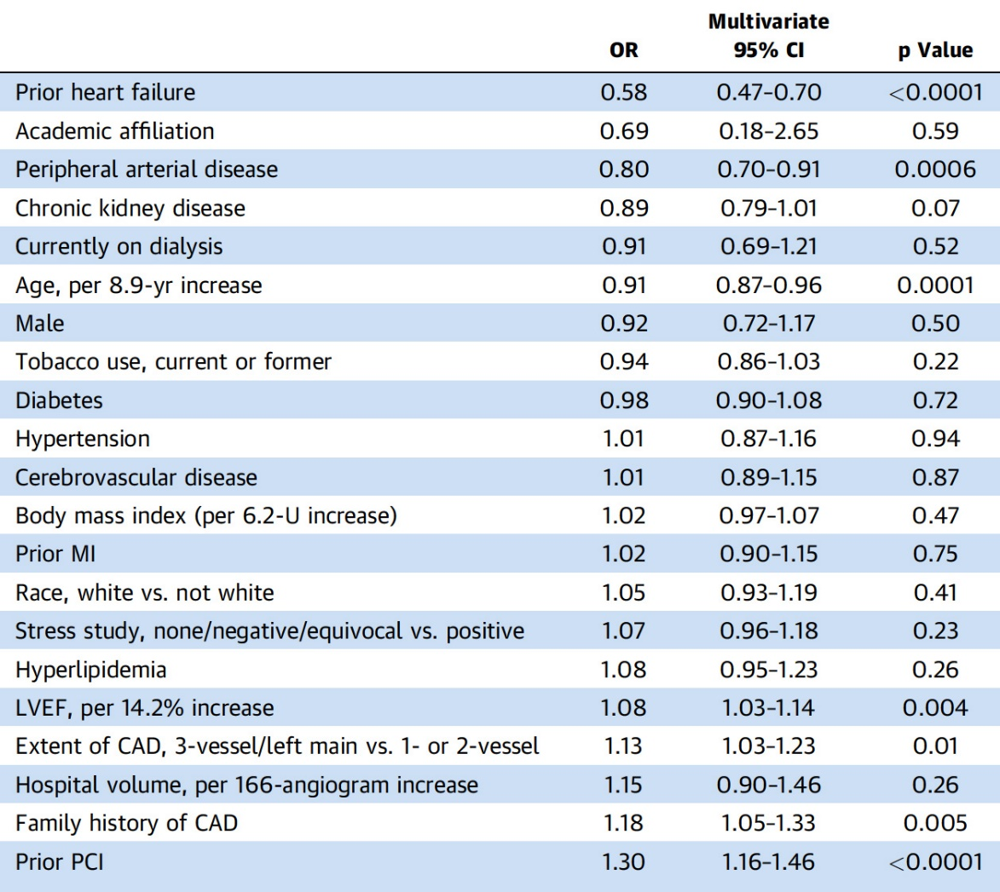 Multivariate
OR 95% CI p Value
Prior heart failure 0.58 0.47–0.70 <0.0001
Academic affiliation 0.69 0.18–2.65 0.59
Peripheral arterial disease 0.80 0.70–0.91 0.0006
Chronic kidney disease 0.89 0.79–1.01 0.07
Currently on dialysis 0.91 0.69–1.21 0.52
Age, per 8.9-yr increase 0.91 0.87–0.96 0.0001
Male 0.92 0.72–1.17 0.50
Tobacco use, current or former 0.94 0.86–1.03 0.22
Diabetes 0.98 0.90–1.08 0.72
Hypertension 1.01 0.87–1.16 0.94
Cerebrovascular disease 1.01 0.89–1.15 0.87
Body mass index (per 6.2-U increase) 1.02 0.97–1.07 0.47
Prior MI 1.02 0.90–1.15 0.75
Race, white vs. not white 1.05 0.93–1.19 0.41
Stress study, none/negative/equivocal vs. positive 1.07 0.96–1.18 0.23
Hyperlipidemia 1.08 0.95–1.23 0.26
LVEF, per 14.2% increase 1.08 1.03–1.14 0.004
Extent of CAD, 3-vessel/left main vs. 1- or 2-vessel 1.13 1.03–1.23 0.01
Hospital volume, per 166-angiogram increase 1.15 0.90–1.46 0.26
Family history of CAD 1.18 1.05–1.33 0.005
Prior PCI 1.30 1.16–1.46 <0.0001